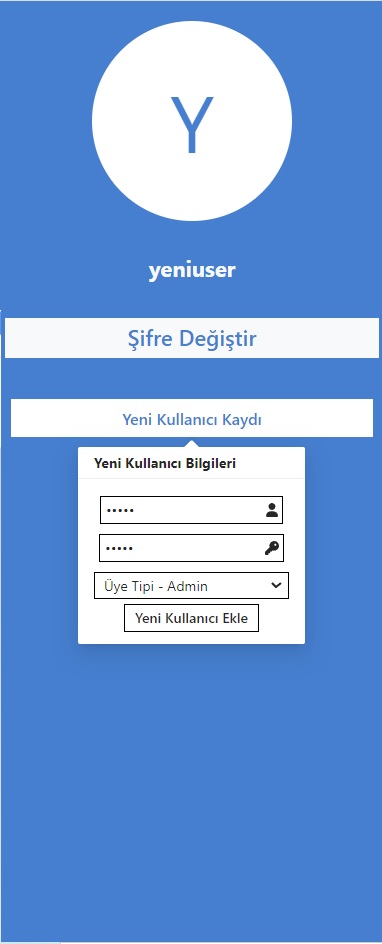 Y
yeniuser
Şifre Değiştir
Yeni Kullanıcı Kaydı
Yeni Kullanıcı Bilgileri
•••••
•••••
Üye Tipi - Admin
Yeni Kullanıcı Ekle